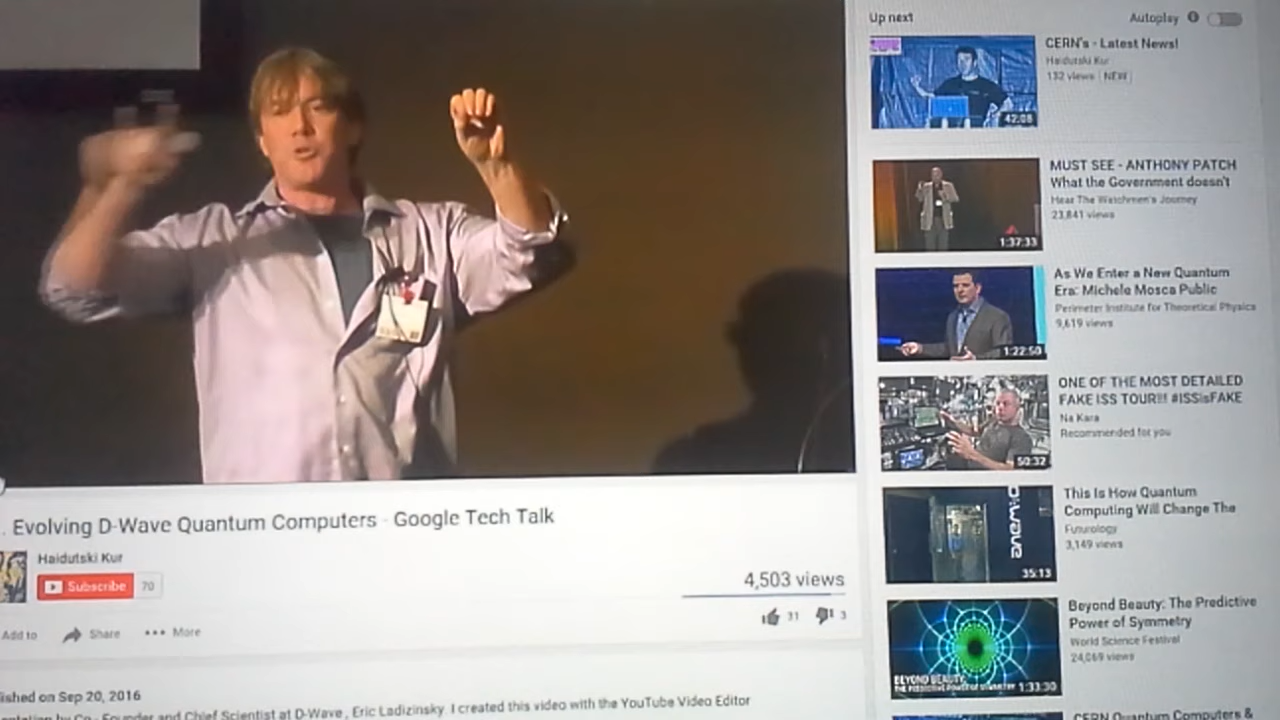 Up next
Autoplay
CERN's - Latest News!
Haidutski Kur
132 views NEW
42:08
MUST SEE - ANTHONY PATCH
What the Government doesn't
Hear The Watchmen's Journey
23,841 views
1:37:33
As We Enter a New Quantum
Era: Michele Mosca Public
Perimeter Institute for Theoretical Physics
9,619 views
1:22:50
ONE OF THE MOST DETAILED
FAKE ISS TOUR!!! #ISSisFAKE
Na Kara
Recommended for you
50:32
This Is How Quantum
Computing Will Change The
Futurology
3,149 views
D:wave
35:13
Beyond Beauty: The Predictive
Power of Symmetry
World Science Festival
24,069 views
BEYOND BEAUTY:
THE PREDICTIVE POWER OF SYMMETRY
1:33:30
CERN Quantum Computers &
. Evolving D-Wave Quantum Computers - Google Tech Talk
Haidutski Kur
Subscribe 70
4,503 views
31 3
Add to Share More
ished on Sep 20, 2016
entation by Co - Founder and Chief Scientist at D-Wave , Eric Ladizinsky. I created this video with the YouTube Video Editor